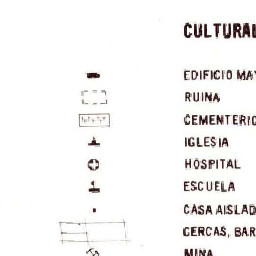 CULTURAL
EDIFICIO MAY
RUINA
CEMENTERIO
IGLESIA
HOSPITAL
ESCUELA
CASA AISLAD
CERCAS, BAR
MINA